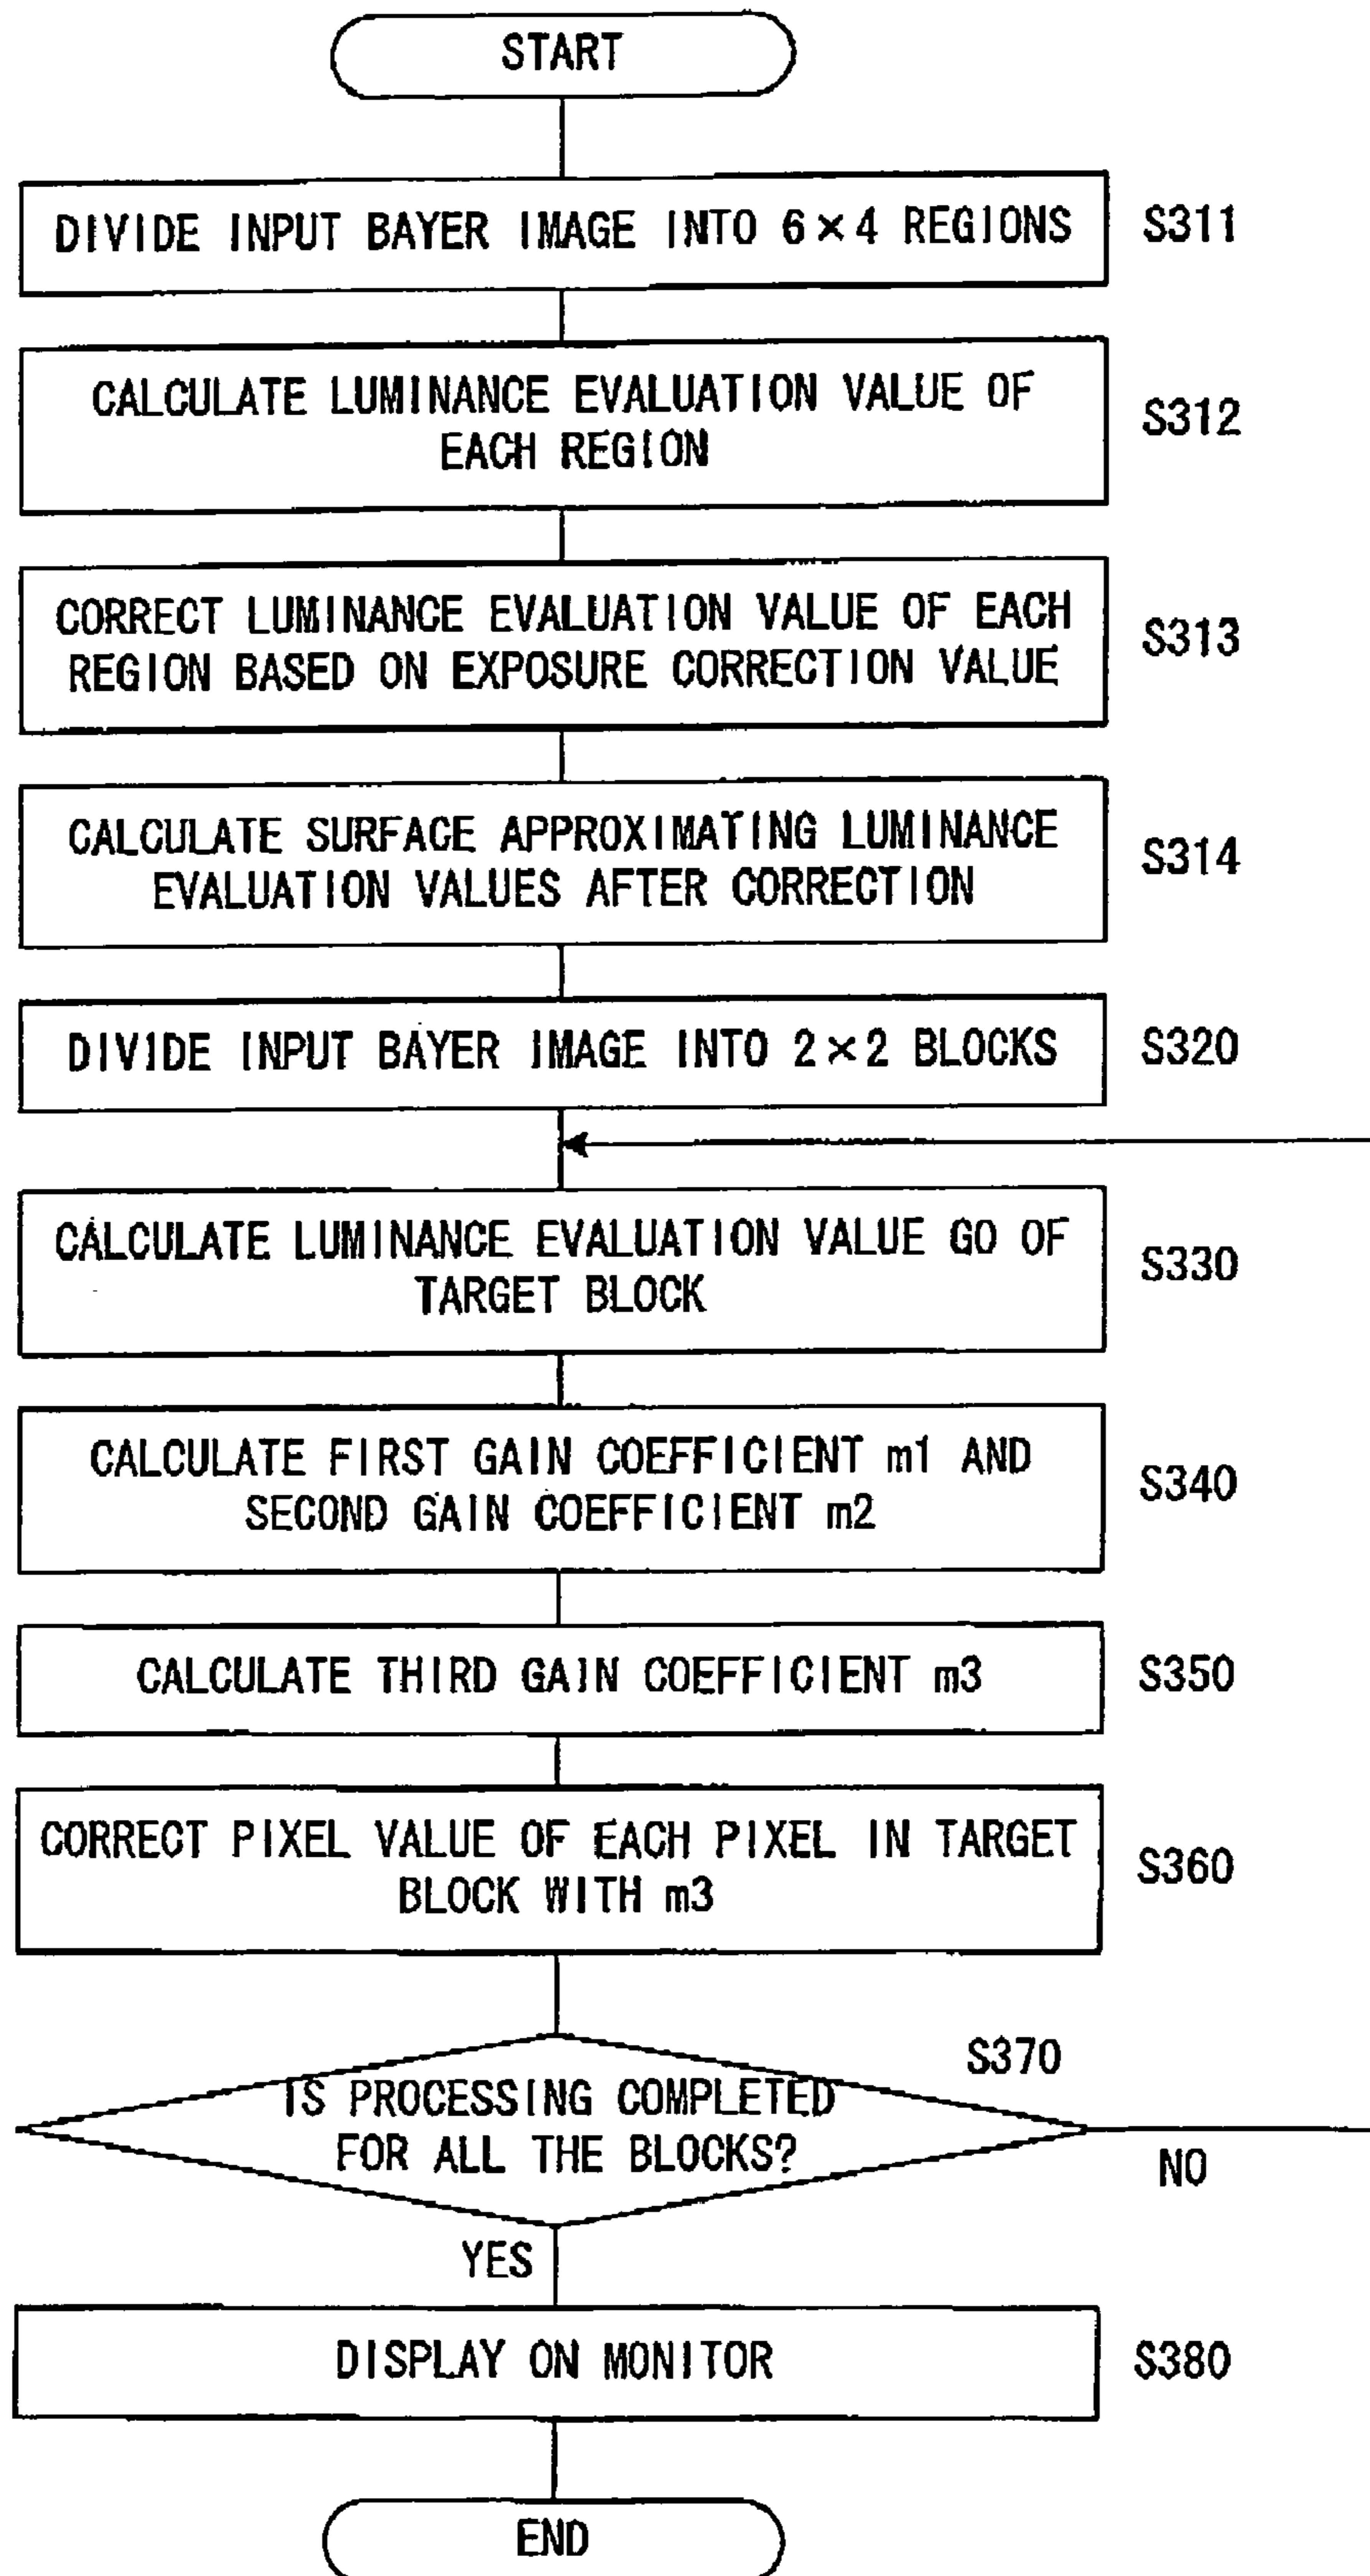 START
DIVIDE INPUT BAYER IMAGE INTO 6×4 REGIONS
S311
CALCULATE LUMINANCE EVALUATION VALUE OF
EACH REGION
S312
CORRECT LUMINANCE EVALUATION VALUE OF EACH
REGION BASED ON EXPOSURE CORRECTION VALUE
S313
CALCULATE SURFACE APPROXIMATING LUMINANCE
EVALUATION VALUES AFTER CORRECTION
S314
DIVIDE INPUT BAYER IMAGE INTO 2×2 BLOCKS
S320
CALCULATE LUMINANCE EVALUATION VALUE G0 OF
TARGET BLOCK
S330
CALCULATE FIRST GAIN COEFFICIENT m1 AND
SECOND GAIN COEFFICIENT m2
S340
CALCULATE THIRD GAIN COEFFICIENT m3
S350
CORRECT PIXEL VALUE OF EACH PIXEL IN TARGET
BLOCK WITH m3
S360
S370
IS PROCESSING COMPLETED
FOR ALL THE BLOCKS?
NO
YES
DISPLAY ON MONITOR
S380
END